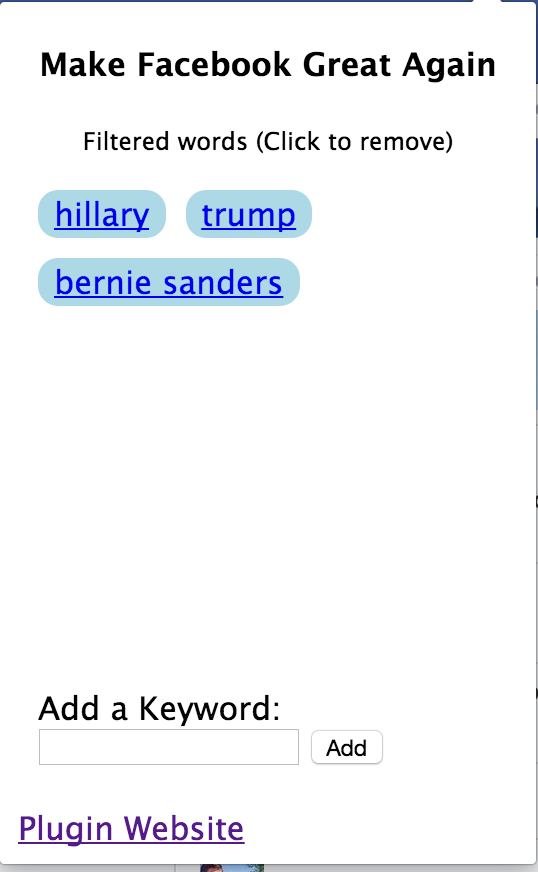 Make Facebook Great Again
Filtered words (Click to remove)
hillary trump
bernie sanders
Add a Keyword:
Add
Plugin Website